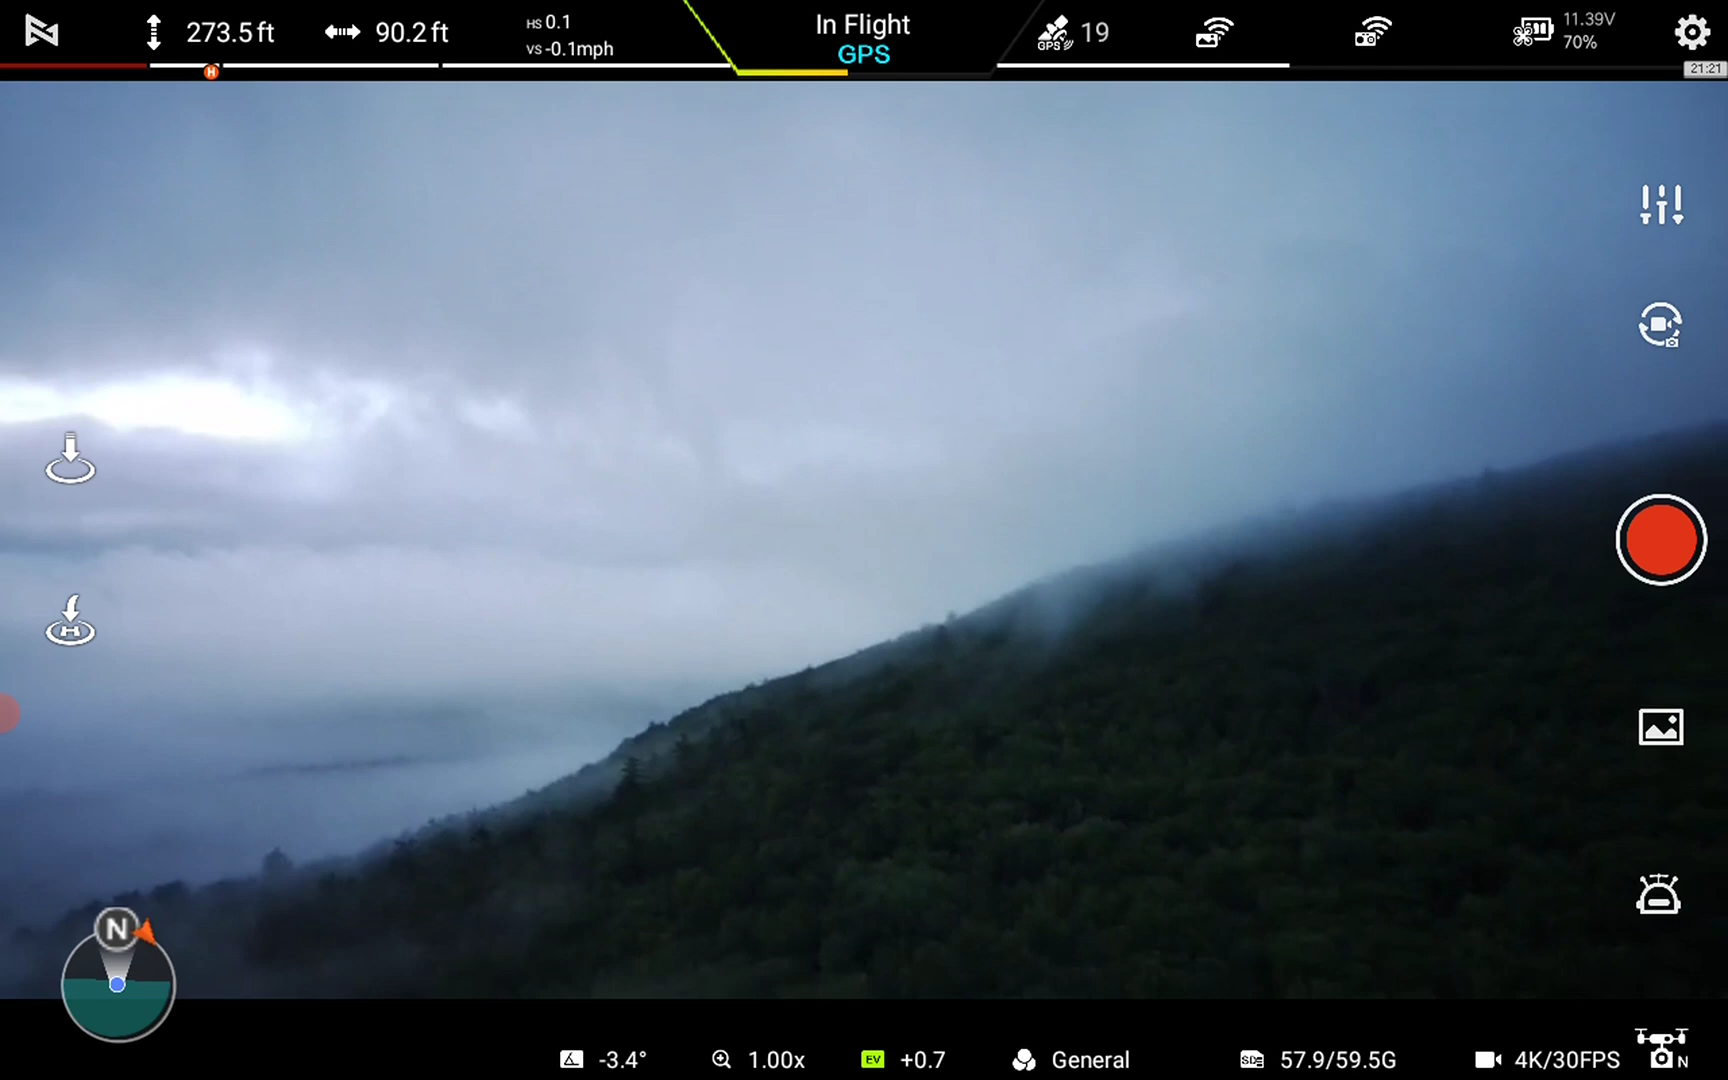 273.5 ft
90.2 ft
HS 0.1
VS -0.1mph
In Flight
GPS
GPS
19
11.39V
70%
21:21
H
H
N
-3.4°
1.00x
EV
+0.7
General
57.9/59.5G
4K/30FPS
N